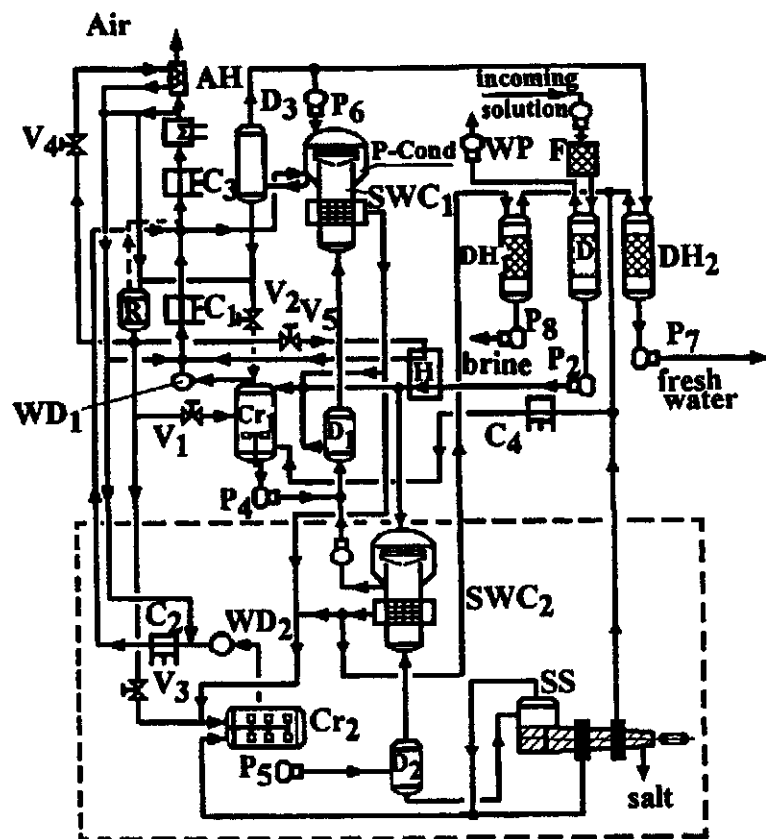 Air
AH
incoming
solution
D3
P6
V4
Σ
WP
F
P-Cond
C3
SWC1
DH1
D
DH2
R
C1
V2
V5
P8
P7
brine
P2
H
fresh
water
WD1
V1
Cr1
D1
C4
P4
SWC2
C2
WD2
V3
SS
Cr2
P5
D2
salt